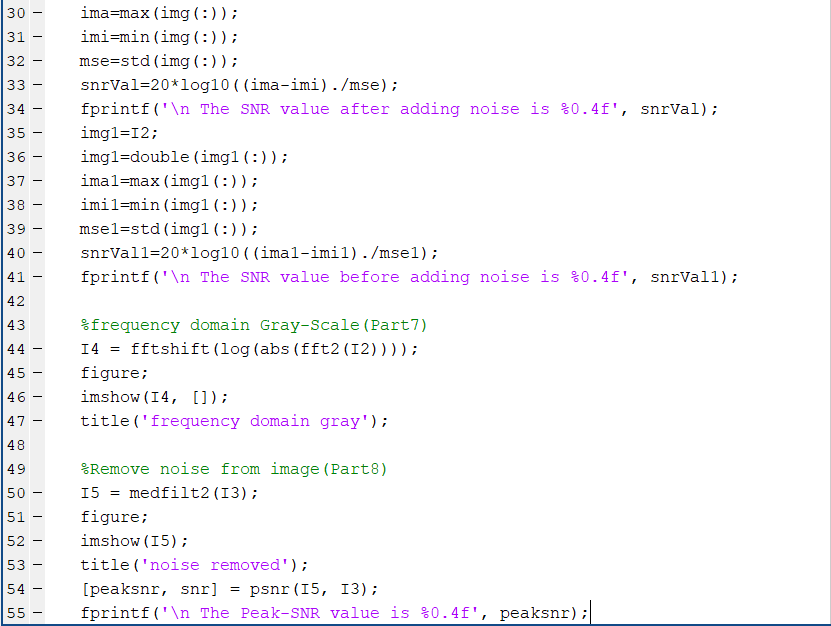 30 – ima=max(img(:));
31 – imi=min(img(:));
32 – mse=std(img(:));
33 – snrVal=20*log10((ima-imi)./mse);
34 – fprintf('\n The SNR value after adding noise is %0.4f', snrVal);
35 – img1=I2;
36 – img1=double(img1(:));
37 – ima1=max(img1(:));
38 – imi1=min(img1(:));
39 – mse1=std(img1(:));
40 – snrVal1=20*log10((ima1-imi1)./mse1);
41 – fprintf('\n The SNR value before adding noise is %0.4f', snrVal1);
42
43 %frequency domain Gray-Scale(Part7)
44 – I4 = fftshift(log(abs(fft2(I2))));
45 – figure;
46 – imshow(I4, []);
47 – title('frequency domain gray');
48
49 %Remove noise from image(Part8)
50 – I5 = medfilt2(I3);
51 – figure;
52 – imshow(I5);
53 – title('noise removed');
54 – [peaksnr, snr] = psnr(I5, I3);
55 – fprintf('\n The Peak-SNR value is %0.4f', peaksnr);